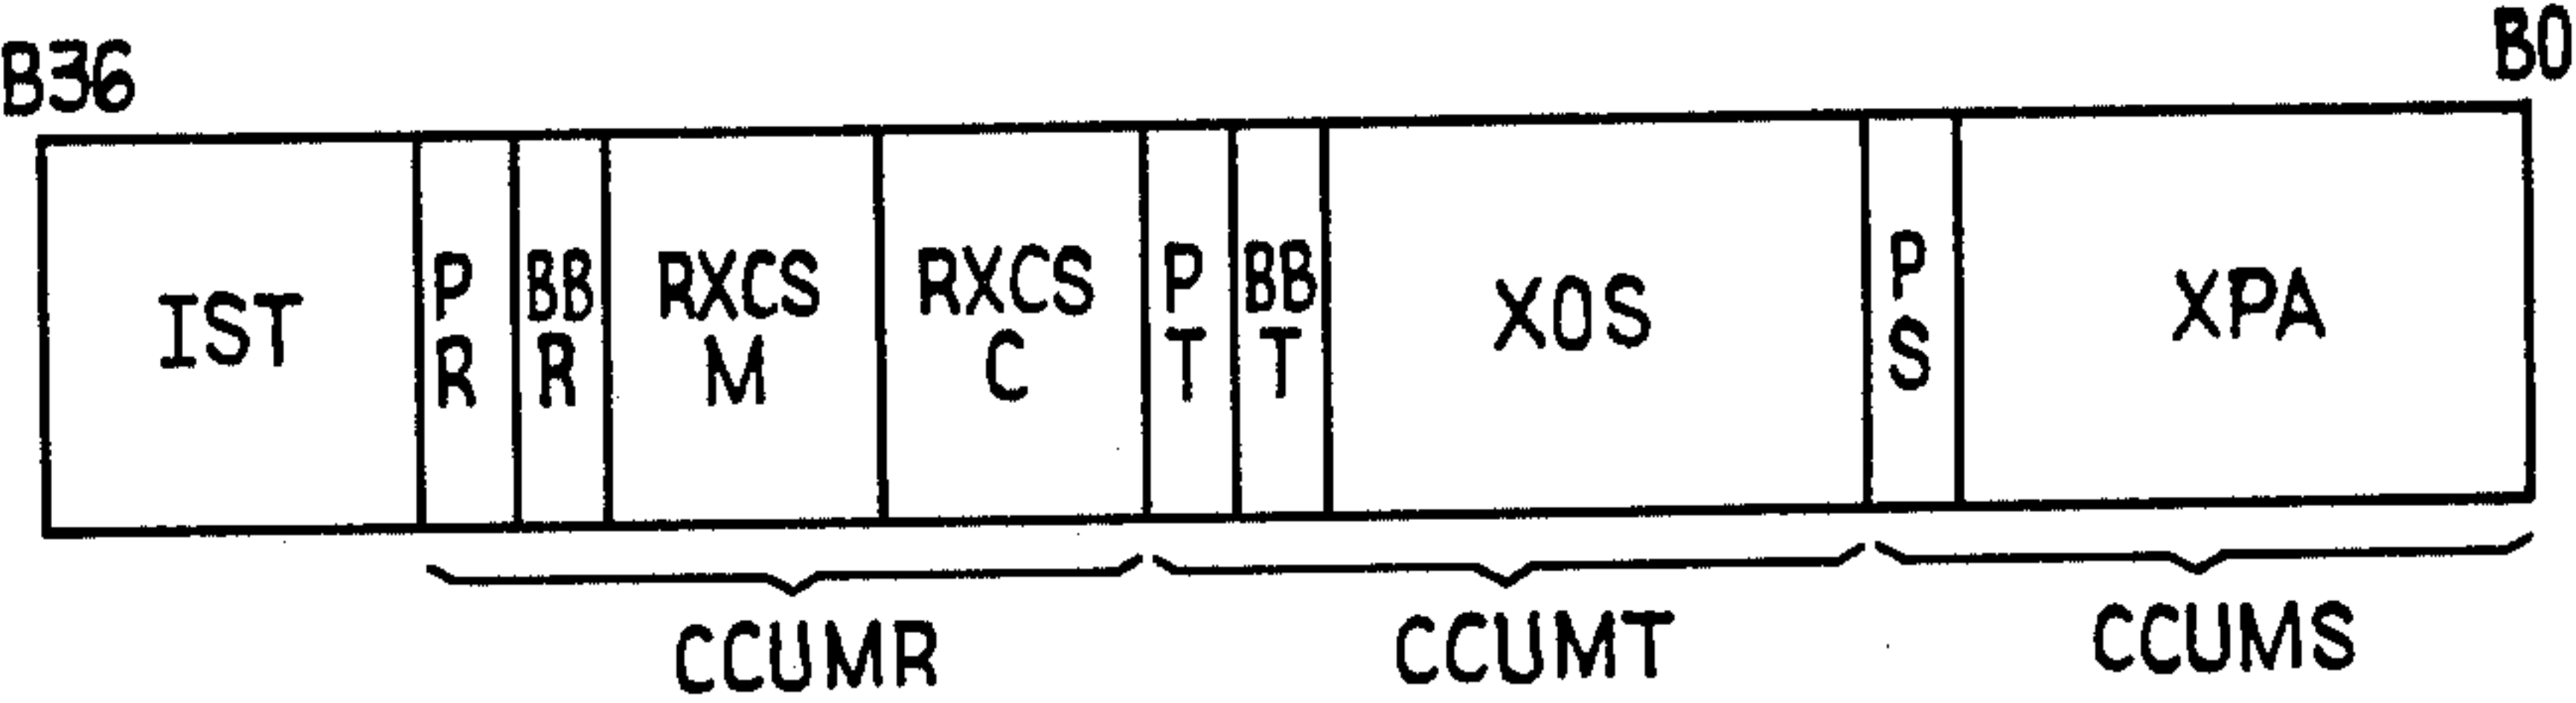 B36 B0
IST
P
R
BB
R
RXCS
M
RXCS
C
P
T
BB
T
XOS
P
S
XPA
CCUMR CCUMT CCUMS